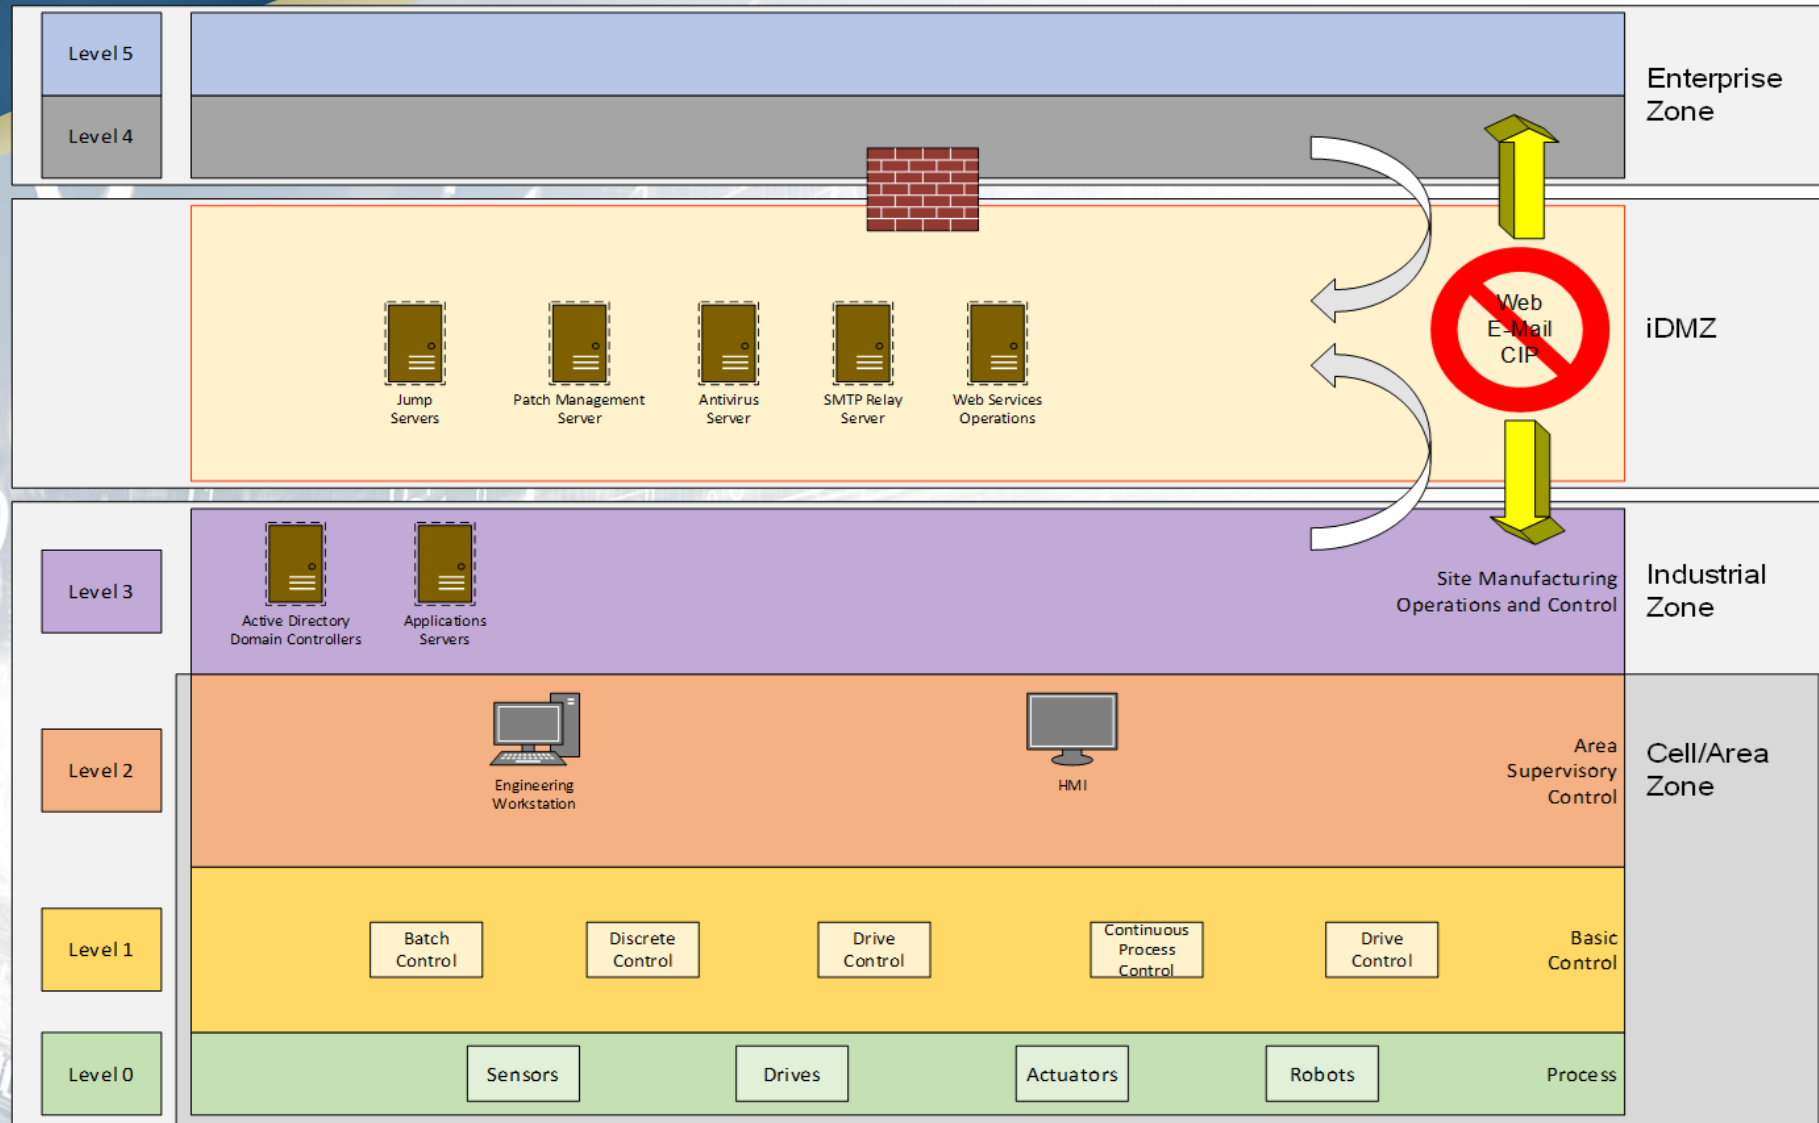 Level 5
Enterprise
Zone
Level 4
Web
E-Mail
CIP
iDMZ
Jump
Servers
Patch Management
Server
Antivirus
Server
SMTP Relay
Server
Web Services
Operations
Level 3
Active Directory
Domain Controllers
Applications
Servers
Site Manufacturing
Operations and Control
Industrial
Zone
Level 2
Engineering
Workstation
HMI
Area
Supervisory
Control
Cell/Area
Zone
Level 1
Batch
Control
Discrete
Control
Drive
Control
Continuous
Process
Control
Drive
Control
Basic
Control
Level 0
Sensors
Drives
Actuators
Robots
Process